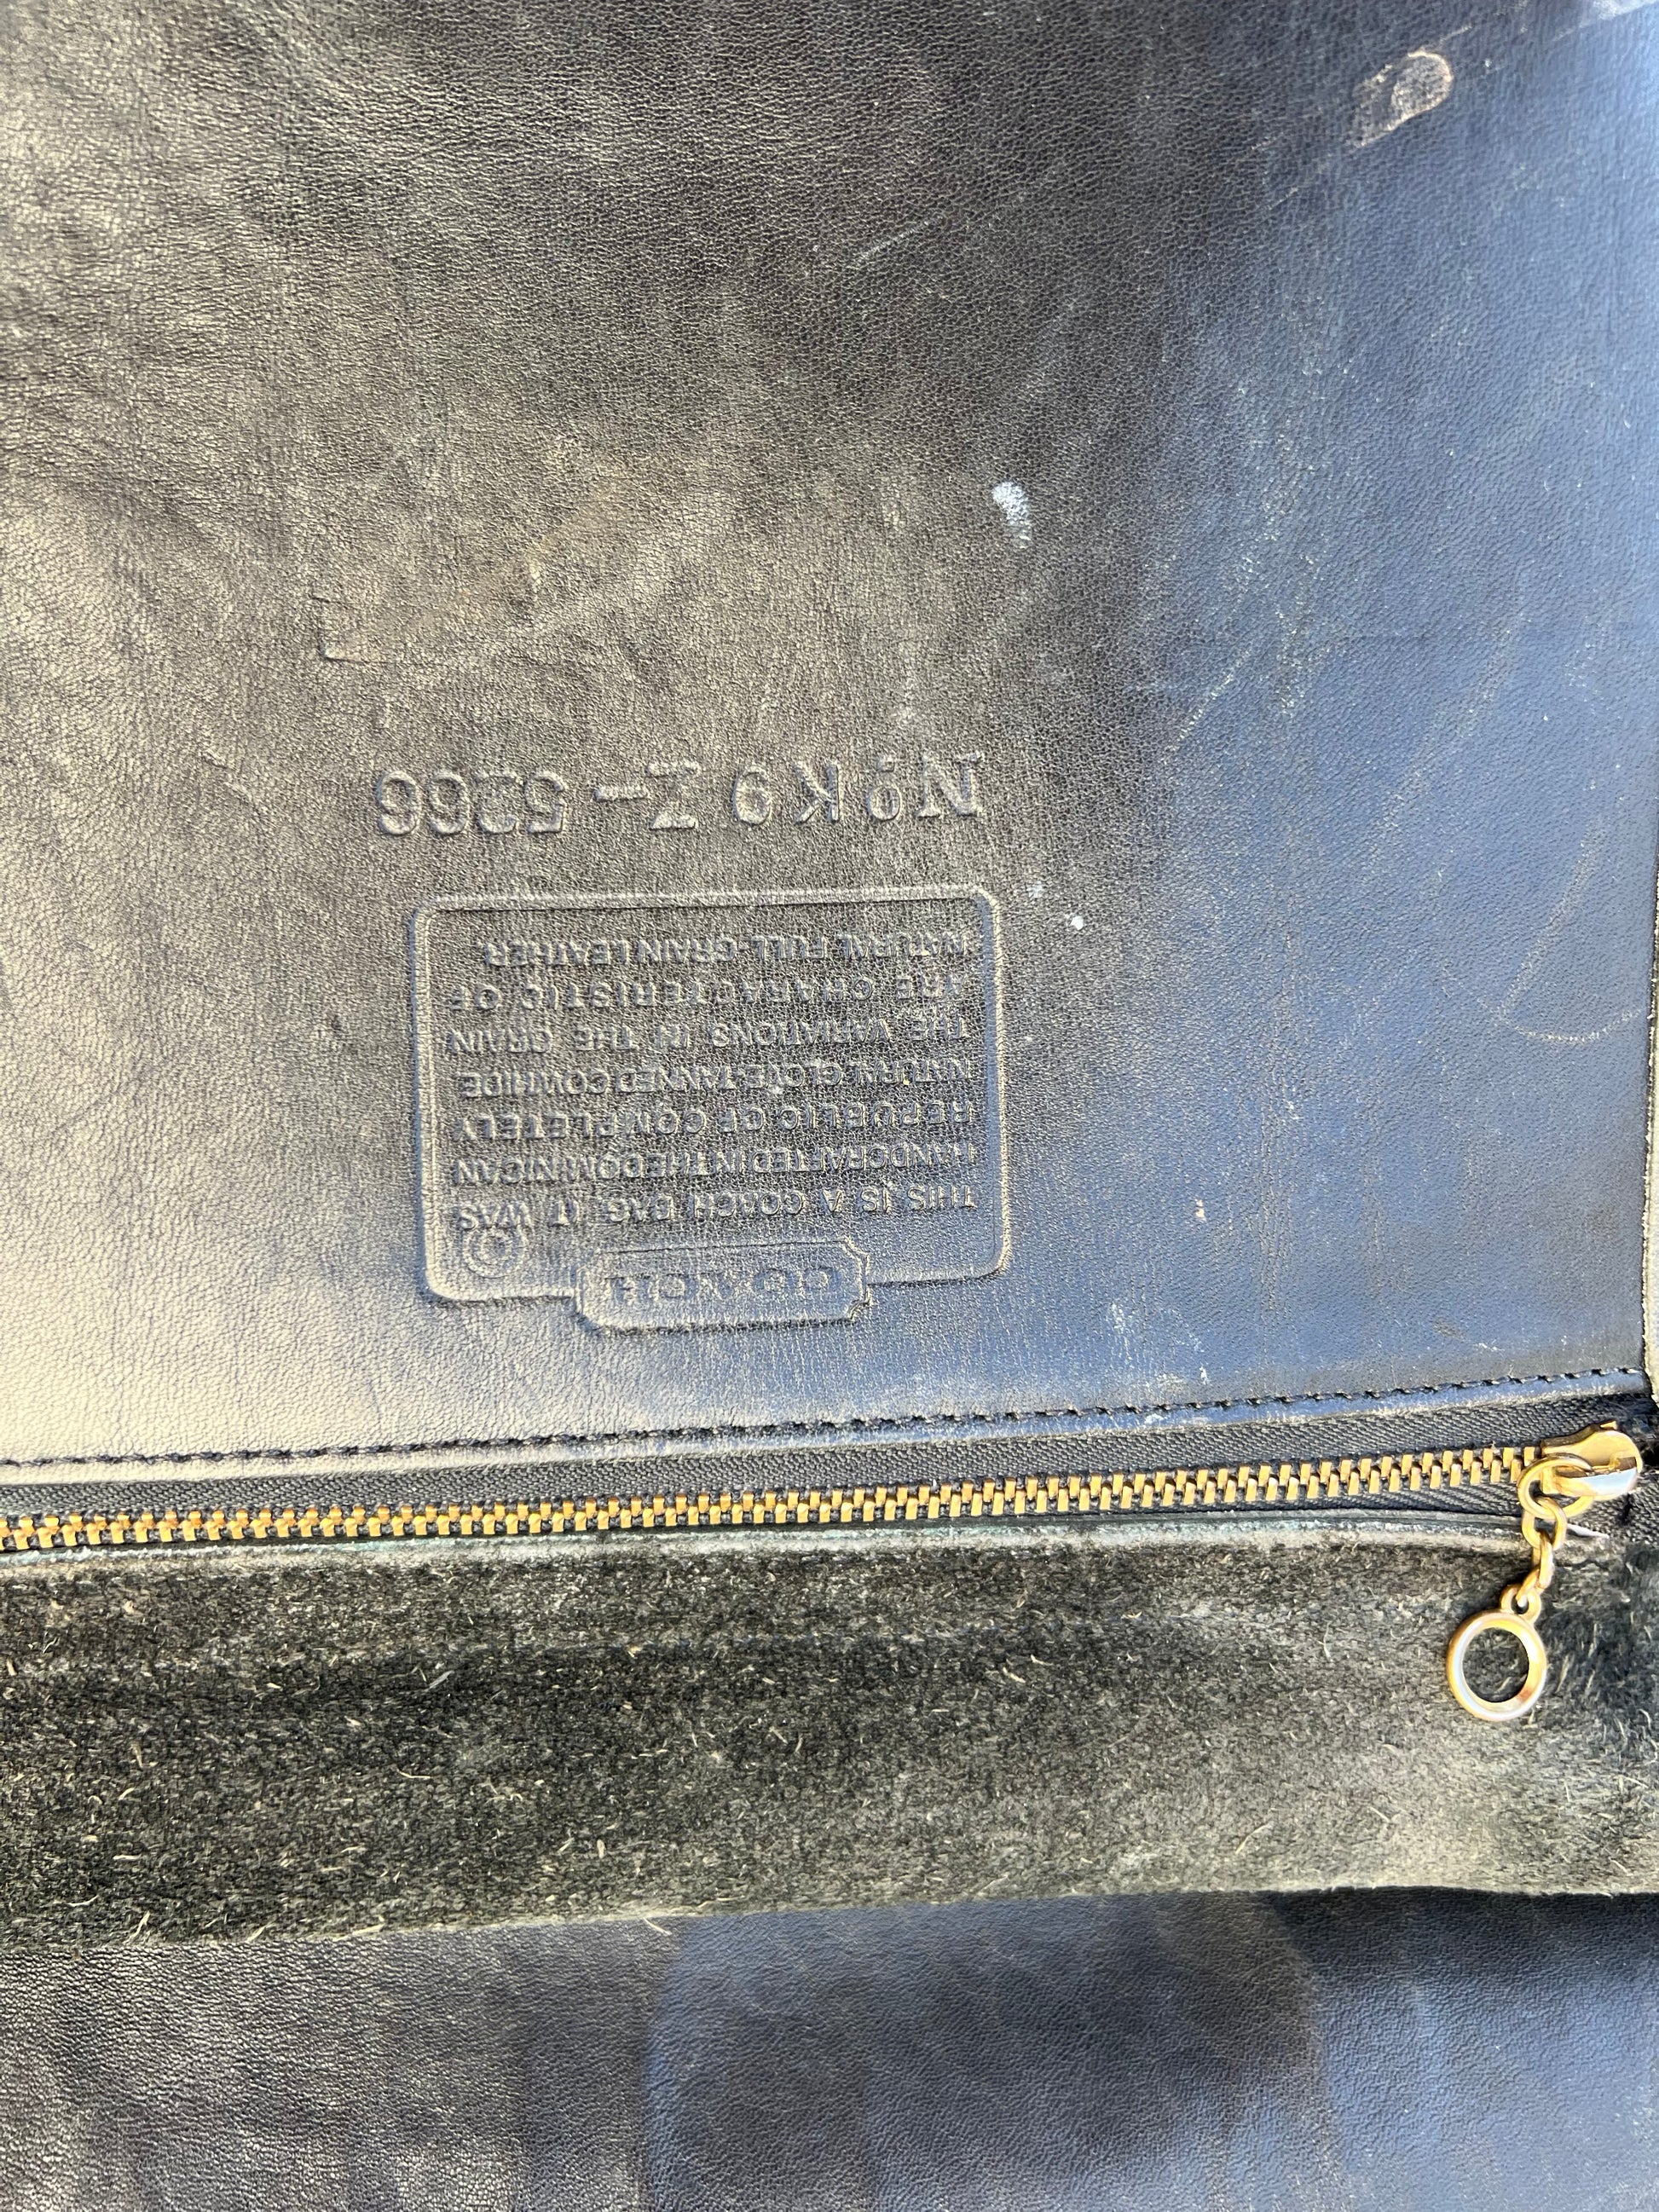 COACH
©
THIS IS A COACH BAG. IT WAS
HANDCRAFTED IN THE DOMINICAN
REPUBLIC OF COMPLETELY
NATURAL GLOVE-TANNED COWHIDE
THE VARIATIONS IN THE GRAIN
ARE CHARACTERISTIC OF
NATURAL FULL-GRAIN LEATHER.
No K9Z-5266